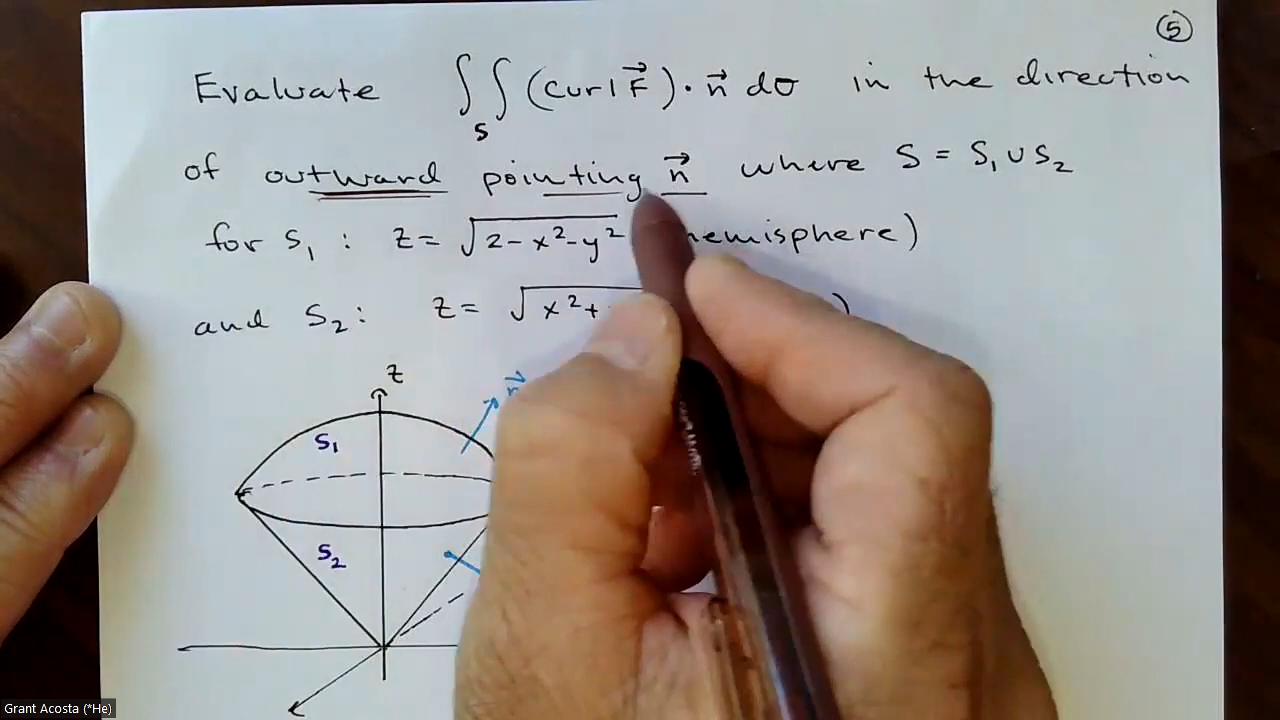 ⑤
Evaluate ∫∫_S (curl F⃗) · n⃗ dσ in the direction
of outward pointing n⃗ where S = S₁ ∪ S₂
for S₁ : z = √(2-x²-y²) hemisphere)
and S₂ : z = √(x²+ )
z
n⃗
S₁
S₂
Grant Acosta (*He)